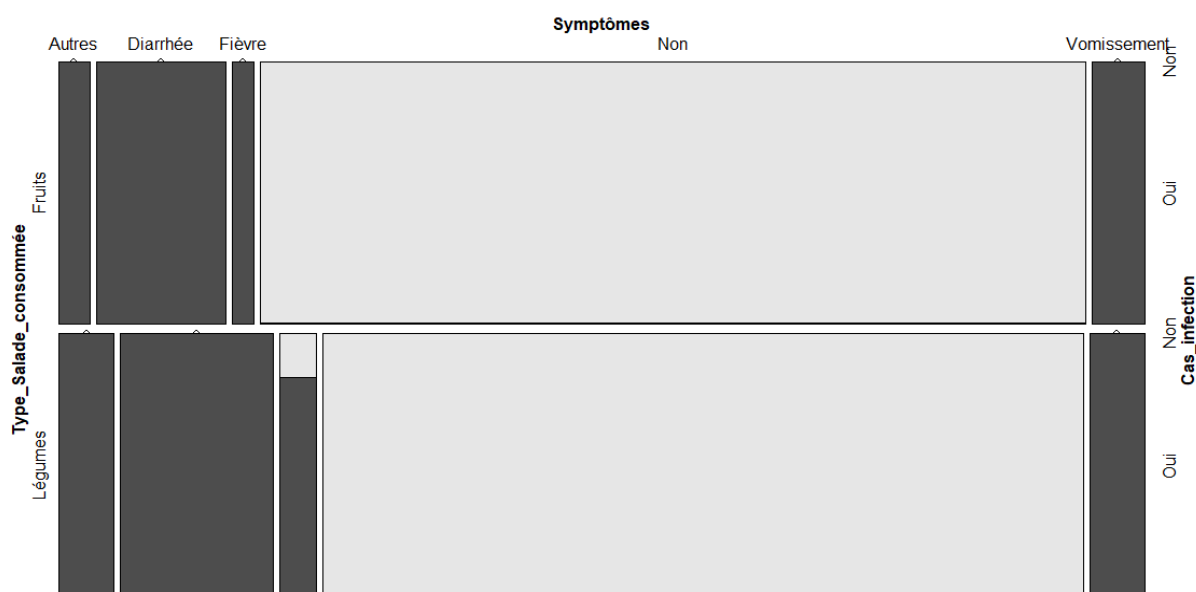 Symptômes
Autres Diarrhée Fièvre Non Vomissement
Non
Fruits
Oui
Type_Salade_consommée
Non
Cas_infection
Légumes
Oui